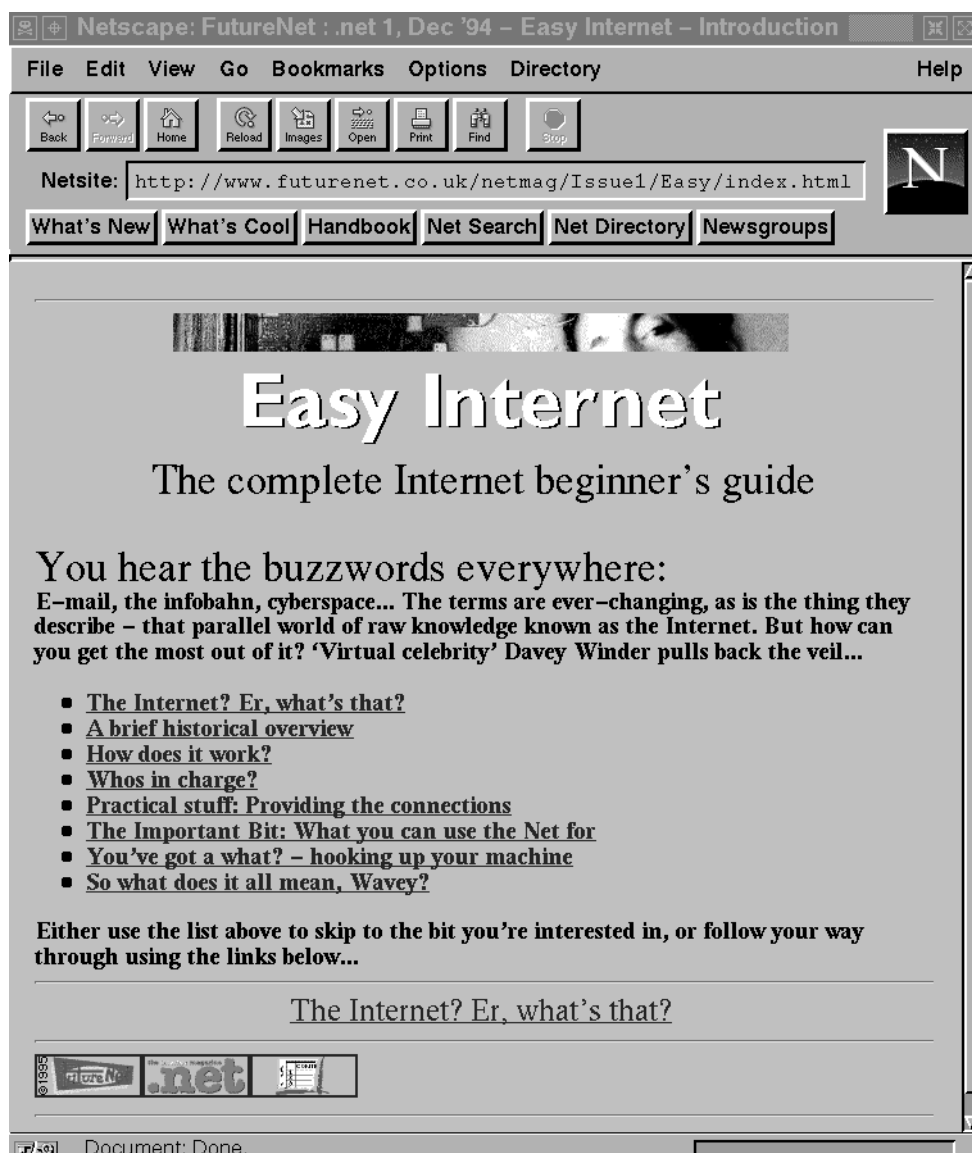 Netscape: FutureNet : .net 1, Dec '94 – Easy Internet – Introduction
File Edit View Go Bookmarks Options Directory Help
Back Forward Home Reload Images Open Print Find Stop
Netsite: http://www.futurenet.co.uk/netmag/Issue1/Easy/index.html
N
What's New What's Cool Handbook Net Search Net Directory Newsgroups
Easy Internet
The complete Internet beginner's guide
You hear the buzzwords everywhere:
E–mail, the infobahn, cyberspace... The terms are ever–changing, as is the thing they
describe – that parallel world of raw knowledge known as the Internet. But how can
you get the most out of it? 'Virtual celebrity' Davey Winder pulls back the veil...
The Internet? Er, what's that?
A brief historical overview
How does it work?
Whos in charge?
Practical stuff: Providing the connections
The Important Bit: What you can use the Net for
You've got a what? – hooking up your machine
So what does it all mean, Wavey?
Either use the list above to skip to the bit you're interested in, or follow your way
through using the links below...
The Internet? Er, what's that?
©1995 FutureNet .net
Document: Done.